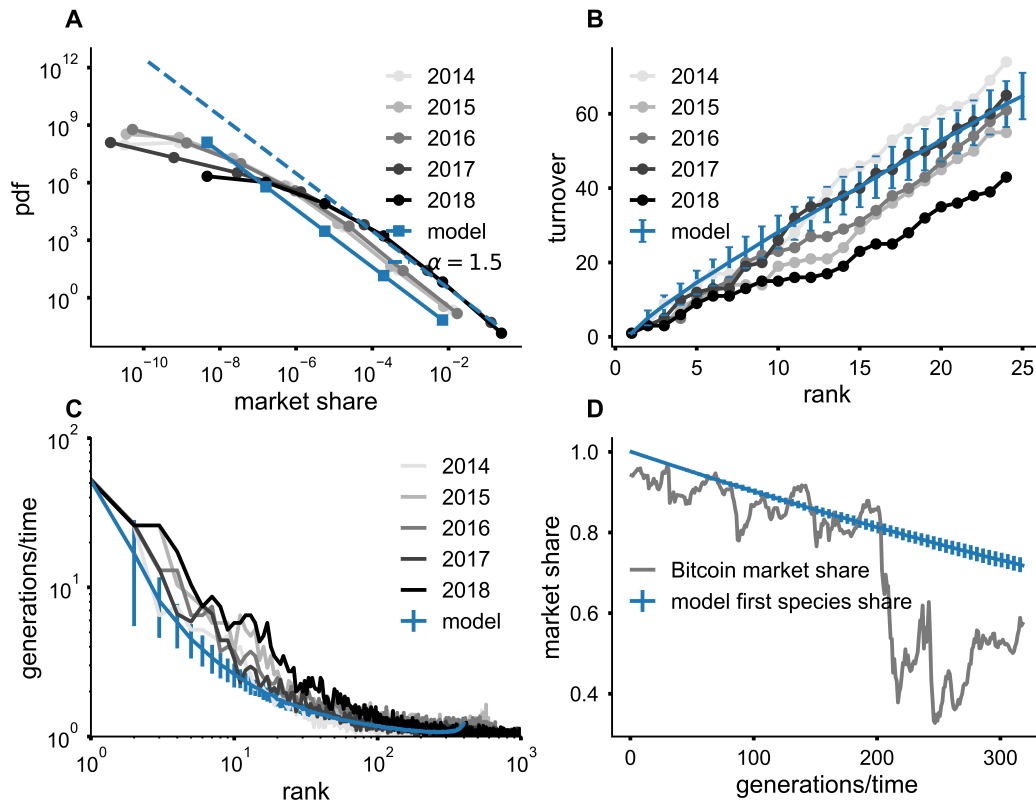 A
pdf
10^12
10^9
10^6
10^3
10^0
10^−10
10^−8
10^−6
10^−4
10^−2
market share
2014
2015
2016
2017
2018
model
α = 1.5
B
turnover
60
40
20
0
0
5
10
15
20
25
rank
2014
2015
2016
2017
2018
model
C
generations/time
10^2
10^1
10^0
10^0
10^1
10^2
10^3
rank
2014
2015
2016
2017
2018
model
D
market share
1.0
0.8
0.6
0.4
0
100
200
300
generations/time
Bitcoin market share
model first species share